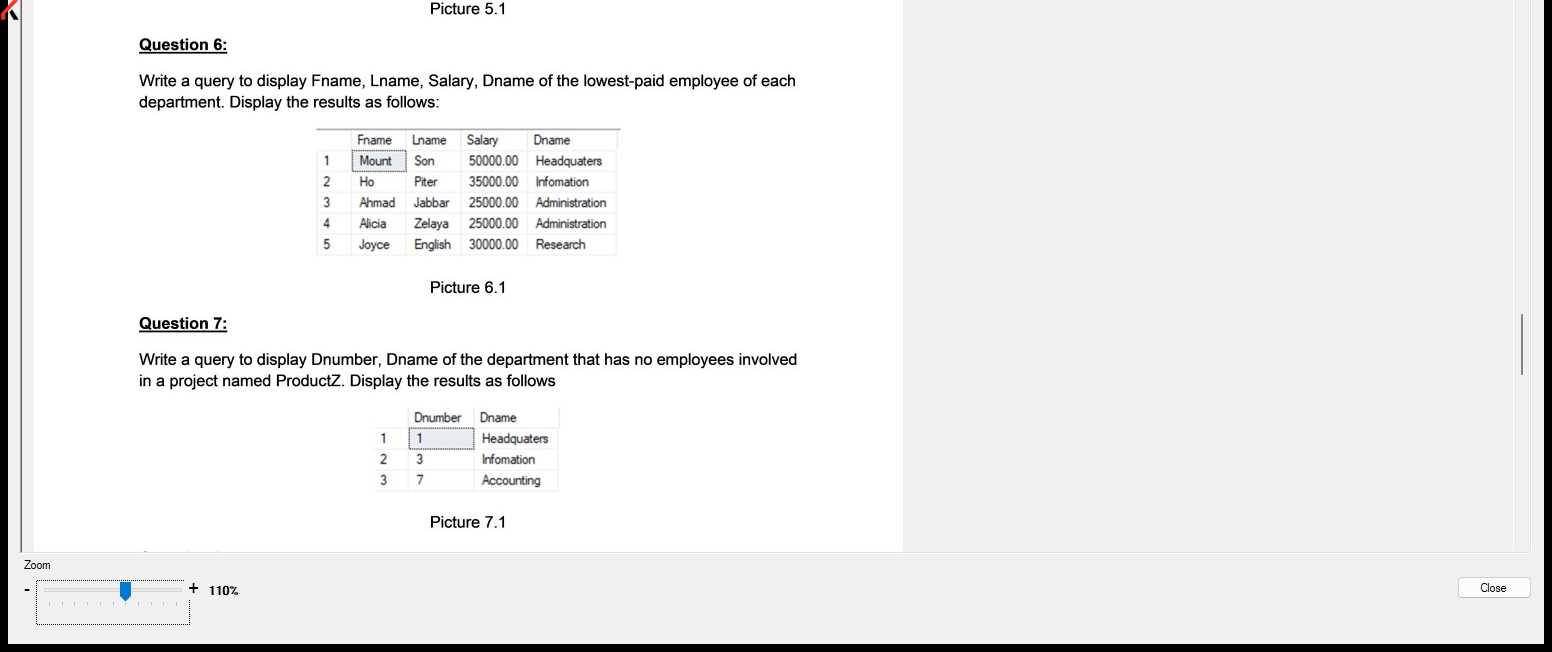 Picture 5.1
Question 6:
Write a query to display Fname, Lname, Salary, Dname of the lowest-paid employee of each
department. Display the results as follows:
Fname Lname Salary Dname
1 Mount Son 50000.00 Headquaters
2 Ho Piter 35000.00 Infomation
3 Ahmad Jabbar 25000.00 Administration
4 Alicia Zelaya 25000.00 Administration
5 Joyce English 30000.00 Research
Picture 6.1
Question 7:
Write a query to display Dnumber, Dname of the department that has no employees involved
in a project named ProductZ. Display the results as follows
Dnumber Dname
1 1 Headquaters
2 3 Infomation
3 7 Accounting
Picture 7.1
Zoom
- + 110%
Close